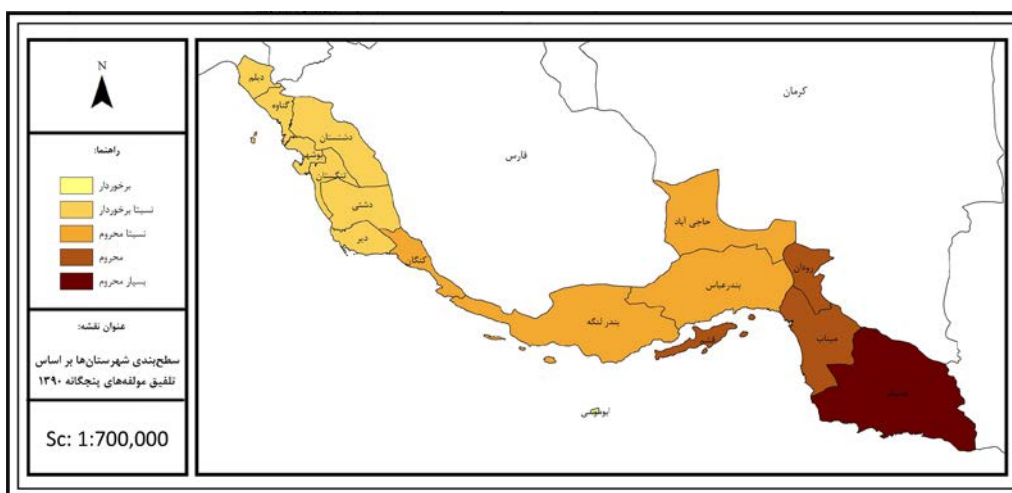 N
راهنما:
برخوردار
نسبتا برخوردار
نسبتا محروم
محروم
بسیار محروم
عنوان نقشه:
سطح‌بندی شهرستان‌ها بر اساس
تلفیق مولفه‌های پنجگانه ۱۳۹۰
Sc: 1:700,000
دیلم
گناوه
دشتستان
بوشهر
تنگستان
دشتی
دیر
کنگان
فارس
کرمان
حاجی آباد
رودان
بندرعباس
بندر لنگه
قشم
میناب
ابوموسی